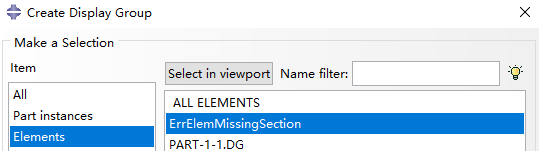 Create Display Group
Make a Selection
Item
Select in viewport Name filter:
All
Part instances
Elements
ALL ELEMENTS
ErrElemMissingSection
PART-1-1.DG